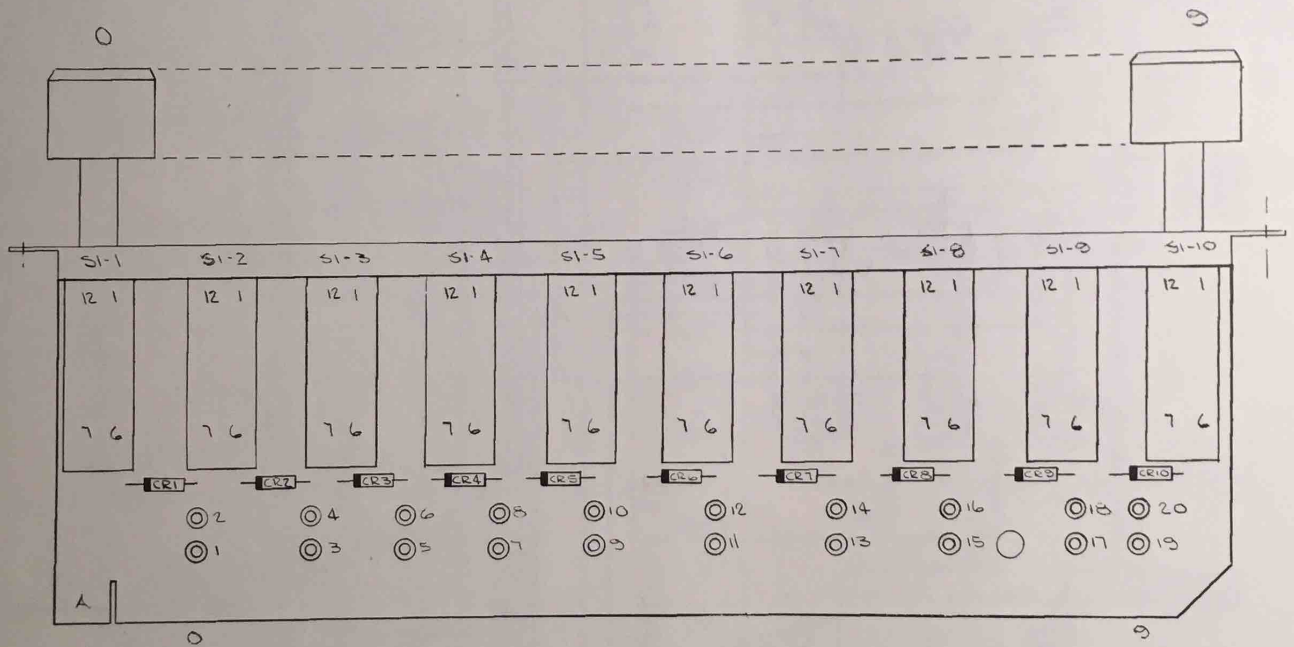 0 9
S1-1 S1-2 S1-3 S1-4 S1-5 S1-6 S1-7 S1-8 S1-9 S1-10
12 1 12 1 12 1 12 1 12 1 12 1 12 1 12 1 12 1 12 1
7 6 7 6 7 6 7 6 7 6 7 6 7 6 7 6 7 6 7 6
CR1 CR2 CR3 CR4 CR5 CR6 CR7 CR8 CR9 CR10
2 4 6 8 10 12 14 16 18 20
1 3 5 7 9 11 13 15 17 19
A
0 9